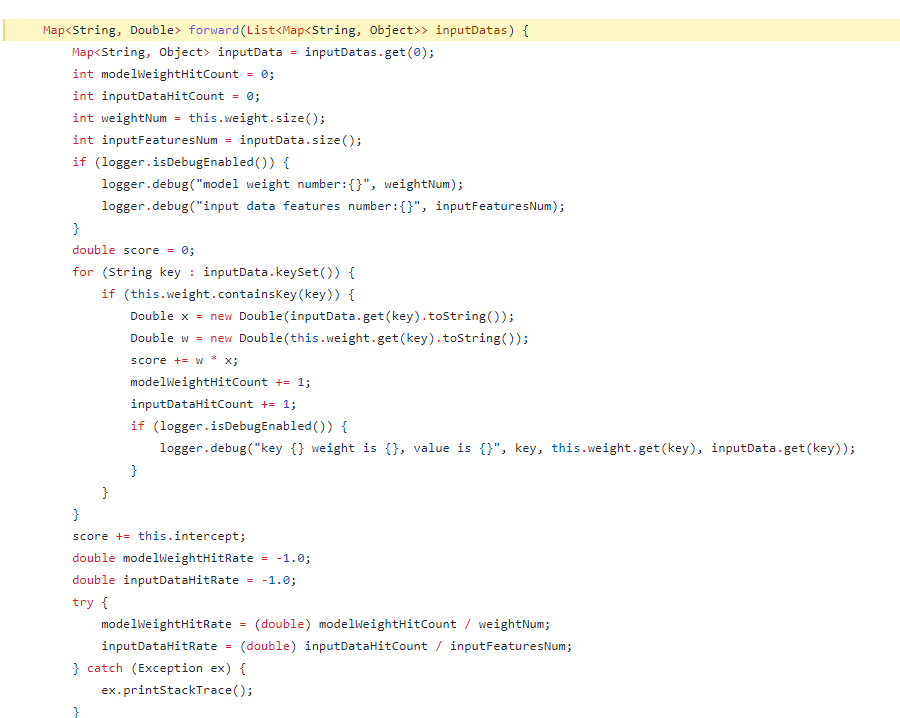 Map<String, Double> forward(List<Map<String, Object>> inputDatas) {
Map<String, Object> inputData = inputDatas.get(0);
int modelWeightHitCount = 0;
int inputDataHitCount = 0;
int weightNum = this.weight.size();
int inputFeaturesNum = inputData.size();
if (logger.isDebugEnabled()) {
logger.debug("model weight number:{}", weightNum);
logger.debug("input data features number:{}", inputFeaturesNum);
}
double score = 0;
for (String key : inputData.keySet()) {
if (this.weight.containsKey(key)) {
Double x = new Double(inputData.get(key).toString());
Double w = new Double(this.weight.get(key).toString());
score += w * x;
modelWeightHitCount += 1;
inputDataHitCount += 1;
if (logger.isDebugEnabled()) {
logger.debug("key {} weight is {}, value is {}", key, this.weight.get(key), inputData.get(key));
}
}
}
score += this.intercept;
double modelWeightHitRate = -1.0;
double inputDataHitRate = -1.0;
try {
modelWeightHitRate = (double) modelWeightHitCount / weightNum;
inputDataHitRate = (double) inputDataHitCount / inputFeaturesNum;
} catch (Exception ex) {
ex.printStackTrace();
}